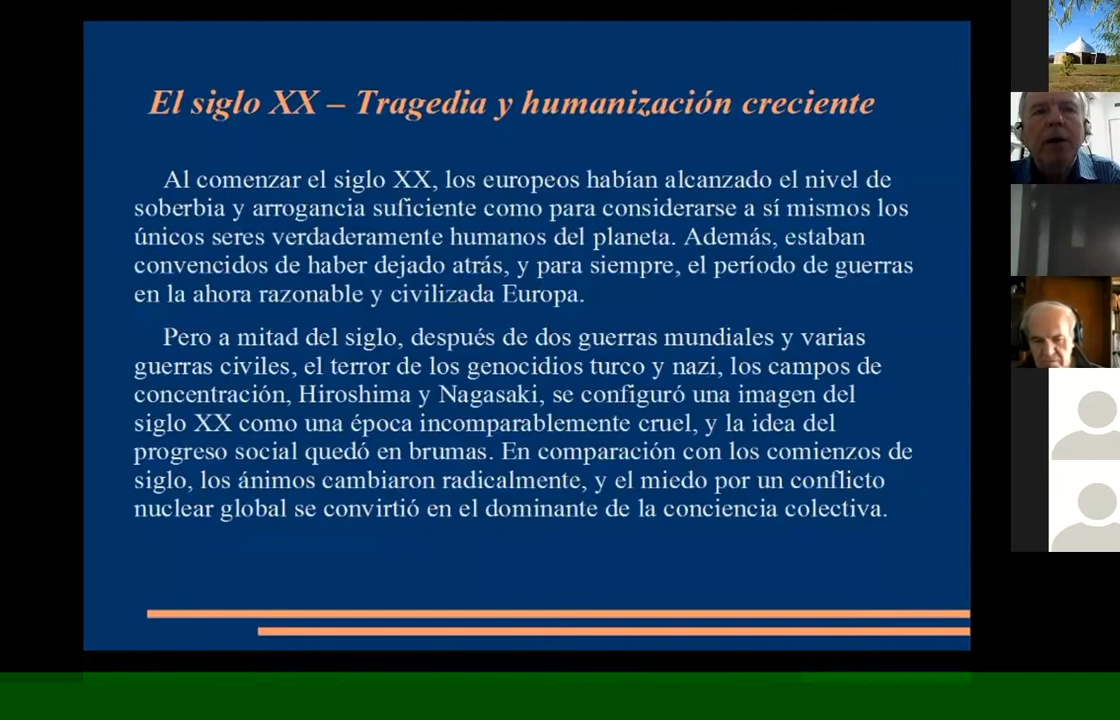 El siglo XX – Tragedia y humanización creciente
Al comenzar el siglo XX, los europeos habían alcanzado el nivel de
soberbia y arrogancia suficiente como para considerarse a sí mismos los
únicos seres verdaderamente humanos del planeta. Además, estaban
convencidos de haber dejado atrás, y para siempre, el período de guerras
en la ahora razonable y civilizada Europa.
Pero a mitad del siglo, después de dos guerras mundiales y varias
guerras civiles, el terror de los genocidios turco y nazi, los campos de
concentración, Hiroshima y Nagasaki, se configuró una imagen del
siglo XX como una época incomparablemente cruel, y la idea del
progreso social quedó en brumas. En comparación con los comienzos de
siglo, los ánimos cambiaron radicalmente, y el miedo por un conflicto
nuclear global se convirtió en el dominante de la conciencia colectiva.